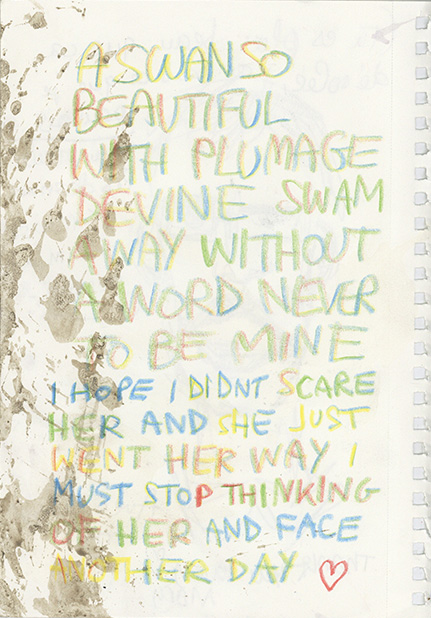 A SWAN SO
BEAUTIFUL
WITH PLUMAGE
DEVINE SWAM
AWAY WITHOUT
A WORD NEVER
TO BE MINE
I HOPE I DIDNT SCARE
HER AND SHE JUST
WENT HER WAY I
MUST STOP THINKING
OF HER AND FACE
ANOTHER DAY